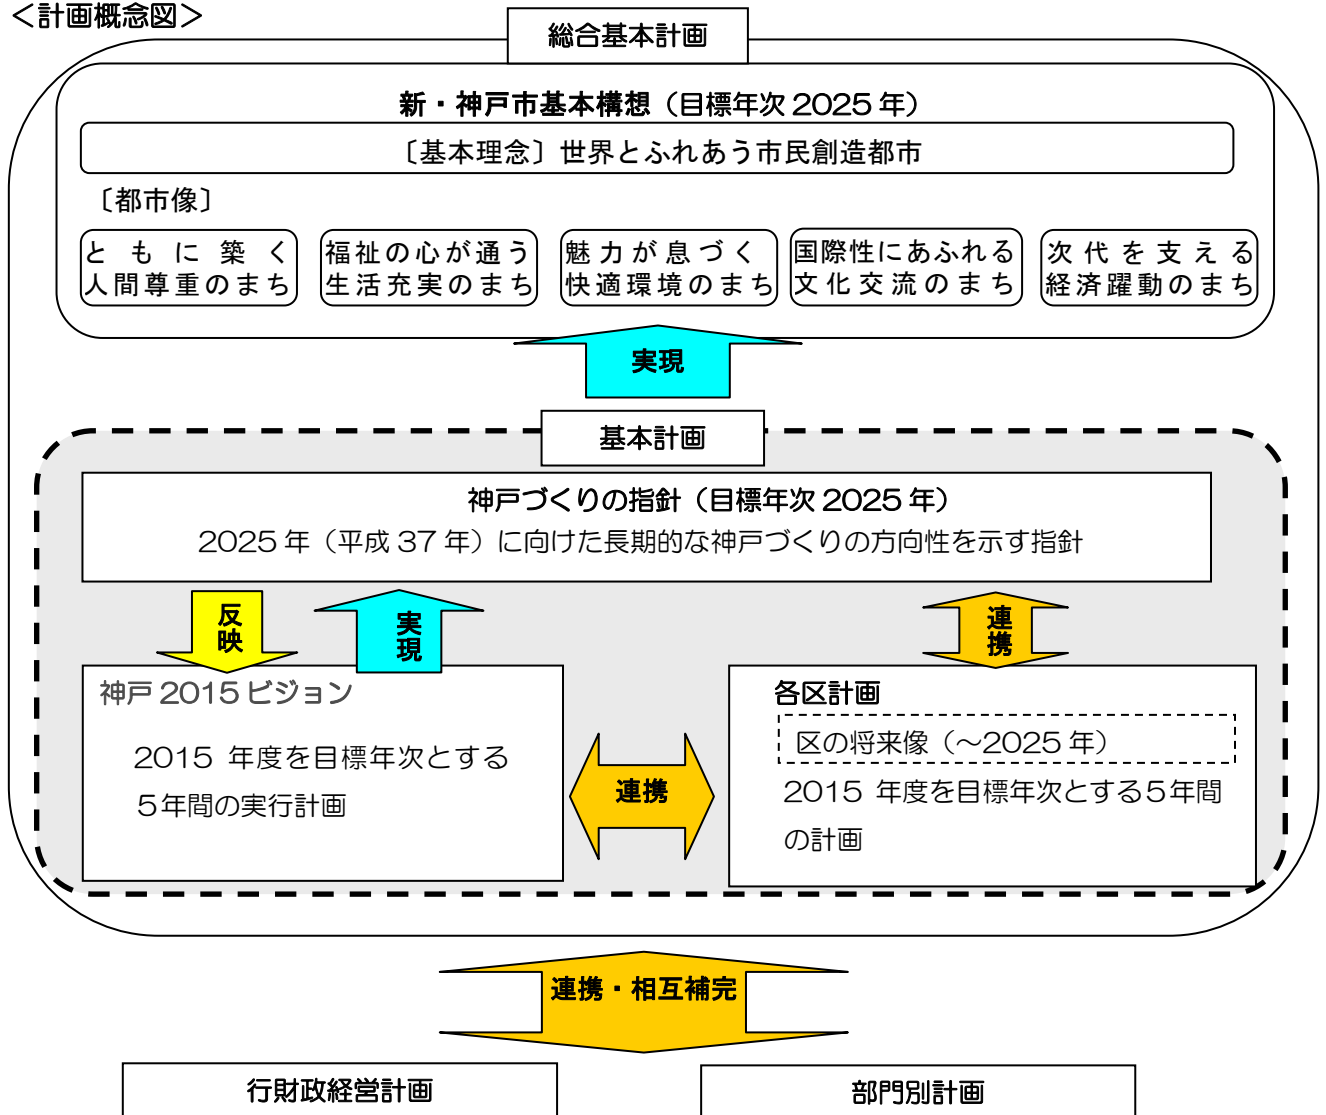 ＜計画概念図＞
総合基本計画
新・神戸市基本構想（目標年次 2025 年）
〔基本理念〕世界とふれあう市民創造都市
〔都市像〕
ともに築く
人間尊重のまち
福祉の心が通う
生活充実のまち
魅力が息づく
快適環境のまち
国際性にあふれる
文化交流のまち
次代を支える
経済躍動のまち
実現
基本計画
神戸づくりの指針（目標年次 2025 年）
2025 年（平成 37 年）に向けた長期的な神戸づくりの方向性を示す指針
反映
実現
連携
神戸 2015 ビジョン
2015 年度を目標年次とする
５年間の実行計画
連携
各区計画
区の将来像（～2025 年）
2015 年度を目標年次とする５年間
の計画
連携・相互補完
行財政経営計画
部門別計画